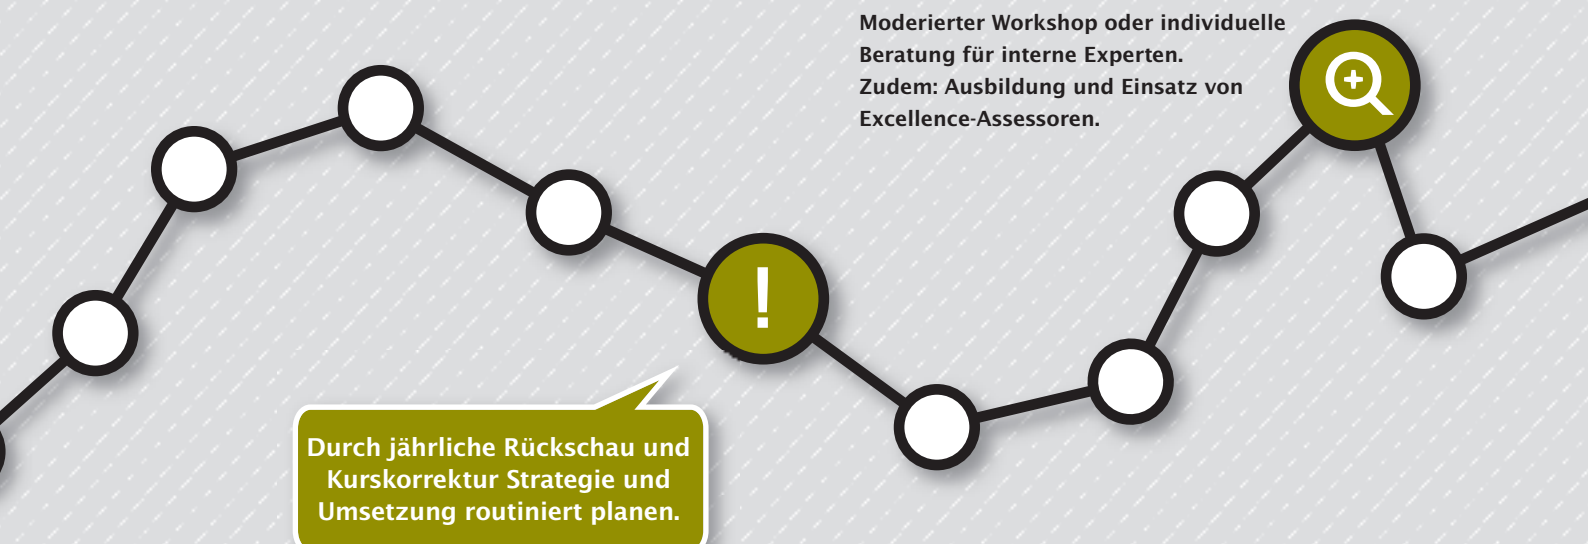 Moderierter Workshop oder individuelle
Beratung für interne Experten.
Zudem: Ausbildung und Einsatz von
Excellence-Assessoren.
!
Durch jährliche Rückschau und
Kurskorrektur Strategie und
Umsetzung routiniert planen.